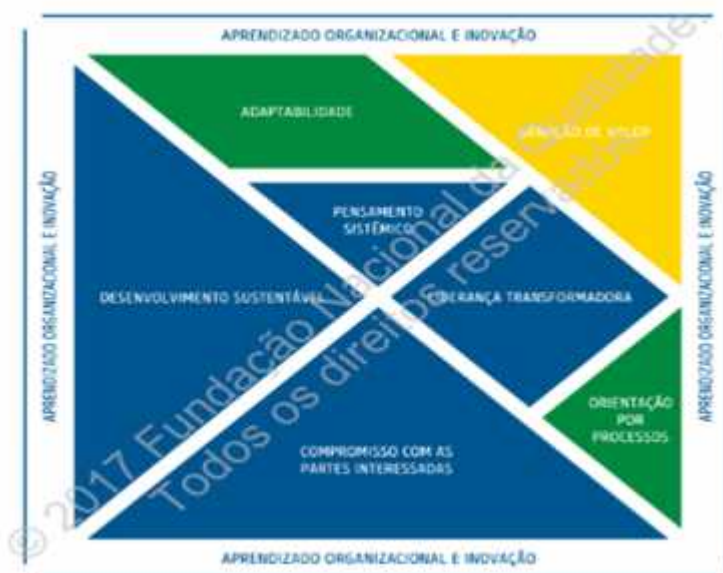 APRENDIZADO ORGANIZACIONAL E INOVAÇÃO
ADAPTABILIDADE
GERAÇÃO DE VALOR
APRENDIZADO ORGANIZACIONAL E INOVAÇÃO
PENSAMENTO
SISTÊMICO
APRENDIZADO ORGANIZACIONAL E INOVAÇÃO
DESENVOLVIMENTO SUSTENTÁVEL
LIDERANÇA TRANSFORMADORA
ORIENTAÇÃO
POR
PROCESSOS
COMPROMISSO COM AS
PARTES INTERESSADAS
APRENDIZADO ORGANIZACIONAL E INOVAÇÃO
© 2017 Fundação Nacional da Qualidade.
Todos os direitos reservados.